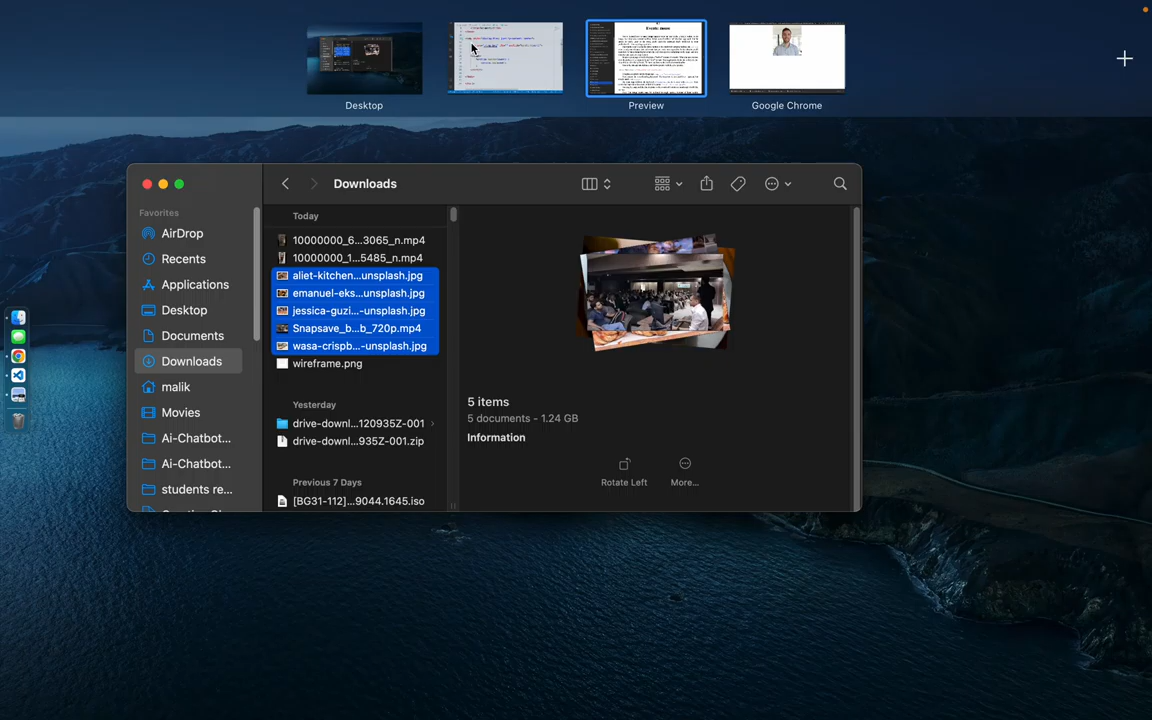 Desktop
Preview
Google Chrome
Downloads
Favorites
AirDrop
Recents
Applications
Desktop
Documents
Downloads
malik
Movies
Ai-Chatbot...
Ai-Chatbot...
students re...
Today
10000000_6...3065_n.mp4
10000000_1...5485_n.mp4
aliet-kitchen...unsplash.jpg
emanuel-eks...unsplash.jpg
jessica-guzi...-unsplash.jpg
Snapsave_b...b_720p.mp4
wasa-crispb...-unsplash.jpg
wireframe.png
Yesterday
drive-downl...120935Z-001
drive-downl...935Z-001.zip
Previous 7 Days
[BG31-112]...9044.1645.iso
5 items
5 documents - 1.24 GB
Information
Rotate Left
More...